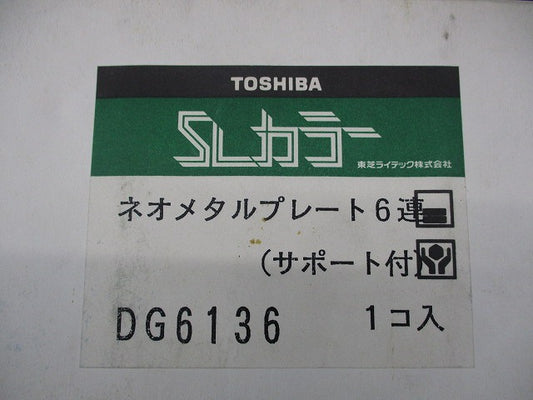 TOSHIBA
SLカラー
東芝ライテック株式会社
ネオメタルプレート6連
(サポート付)
DG6136 1コ入